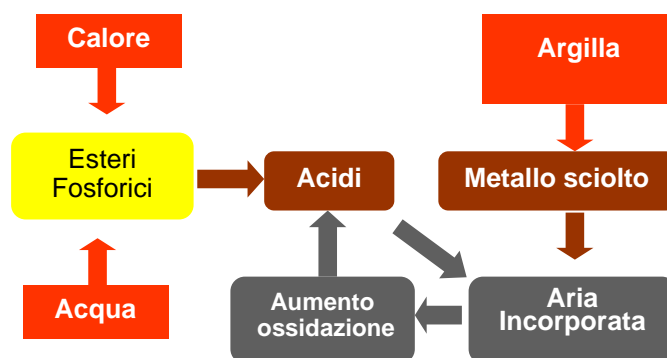 Calore
Argilla
Esteri
Fosforici
Acidi
Metallo sciolto
Acqua
Aumento
ossidazione
Aria
Incorporata